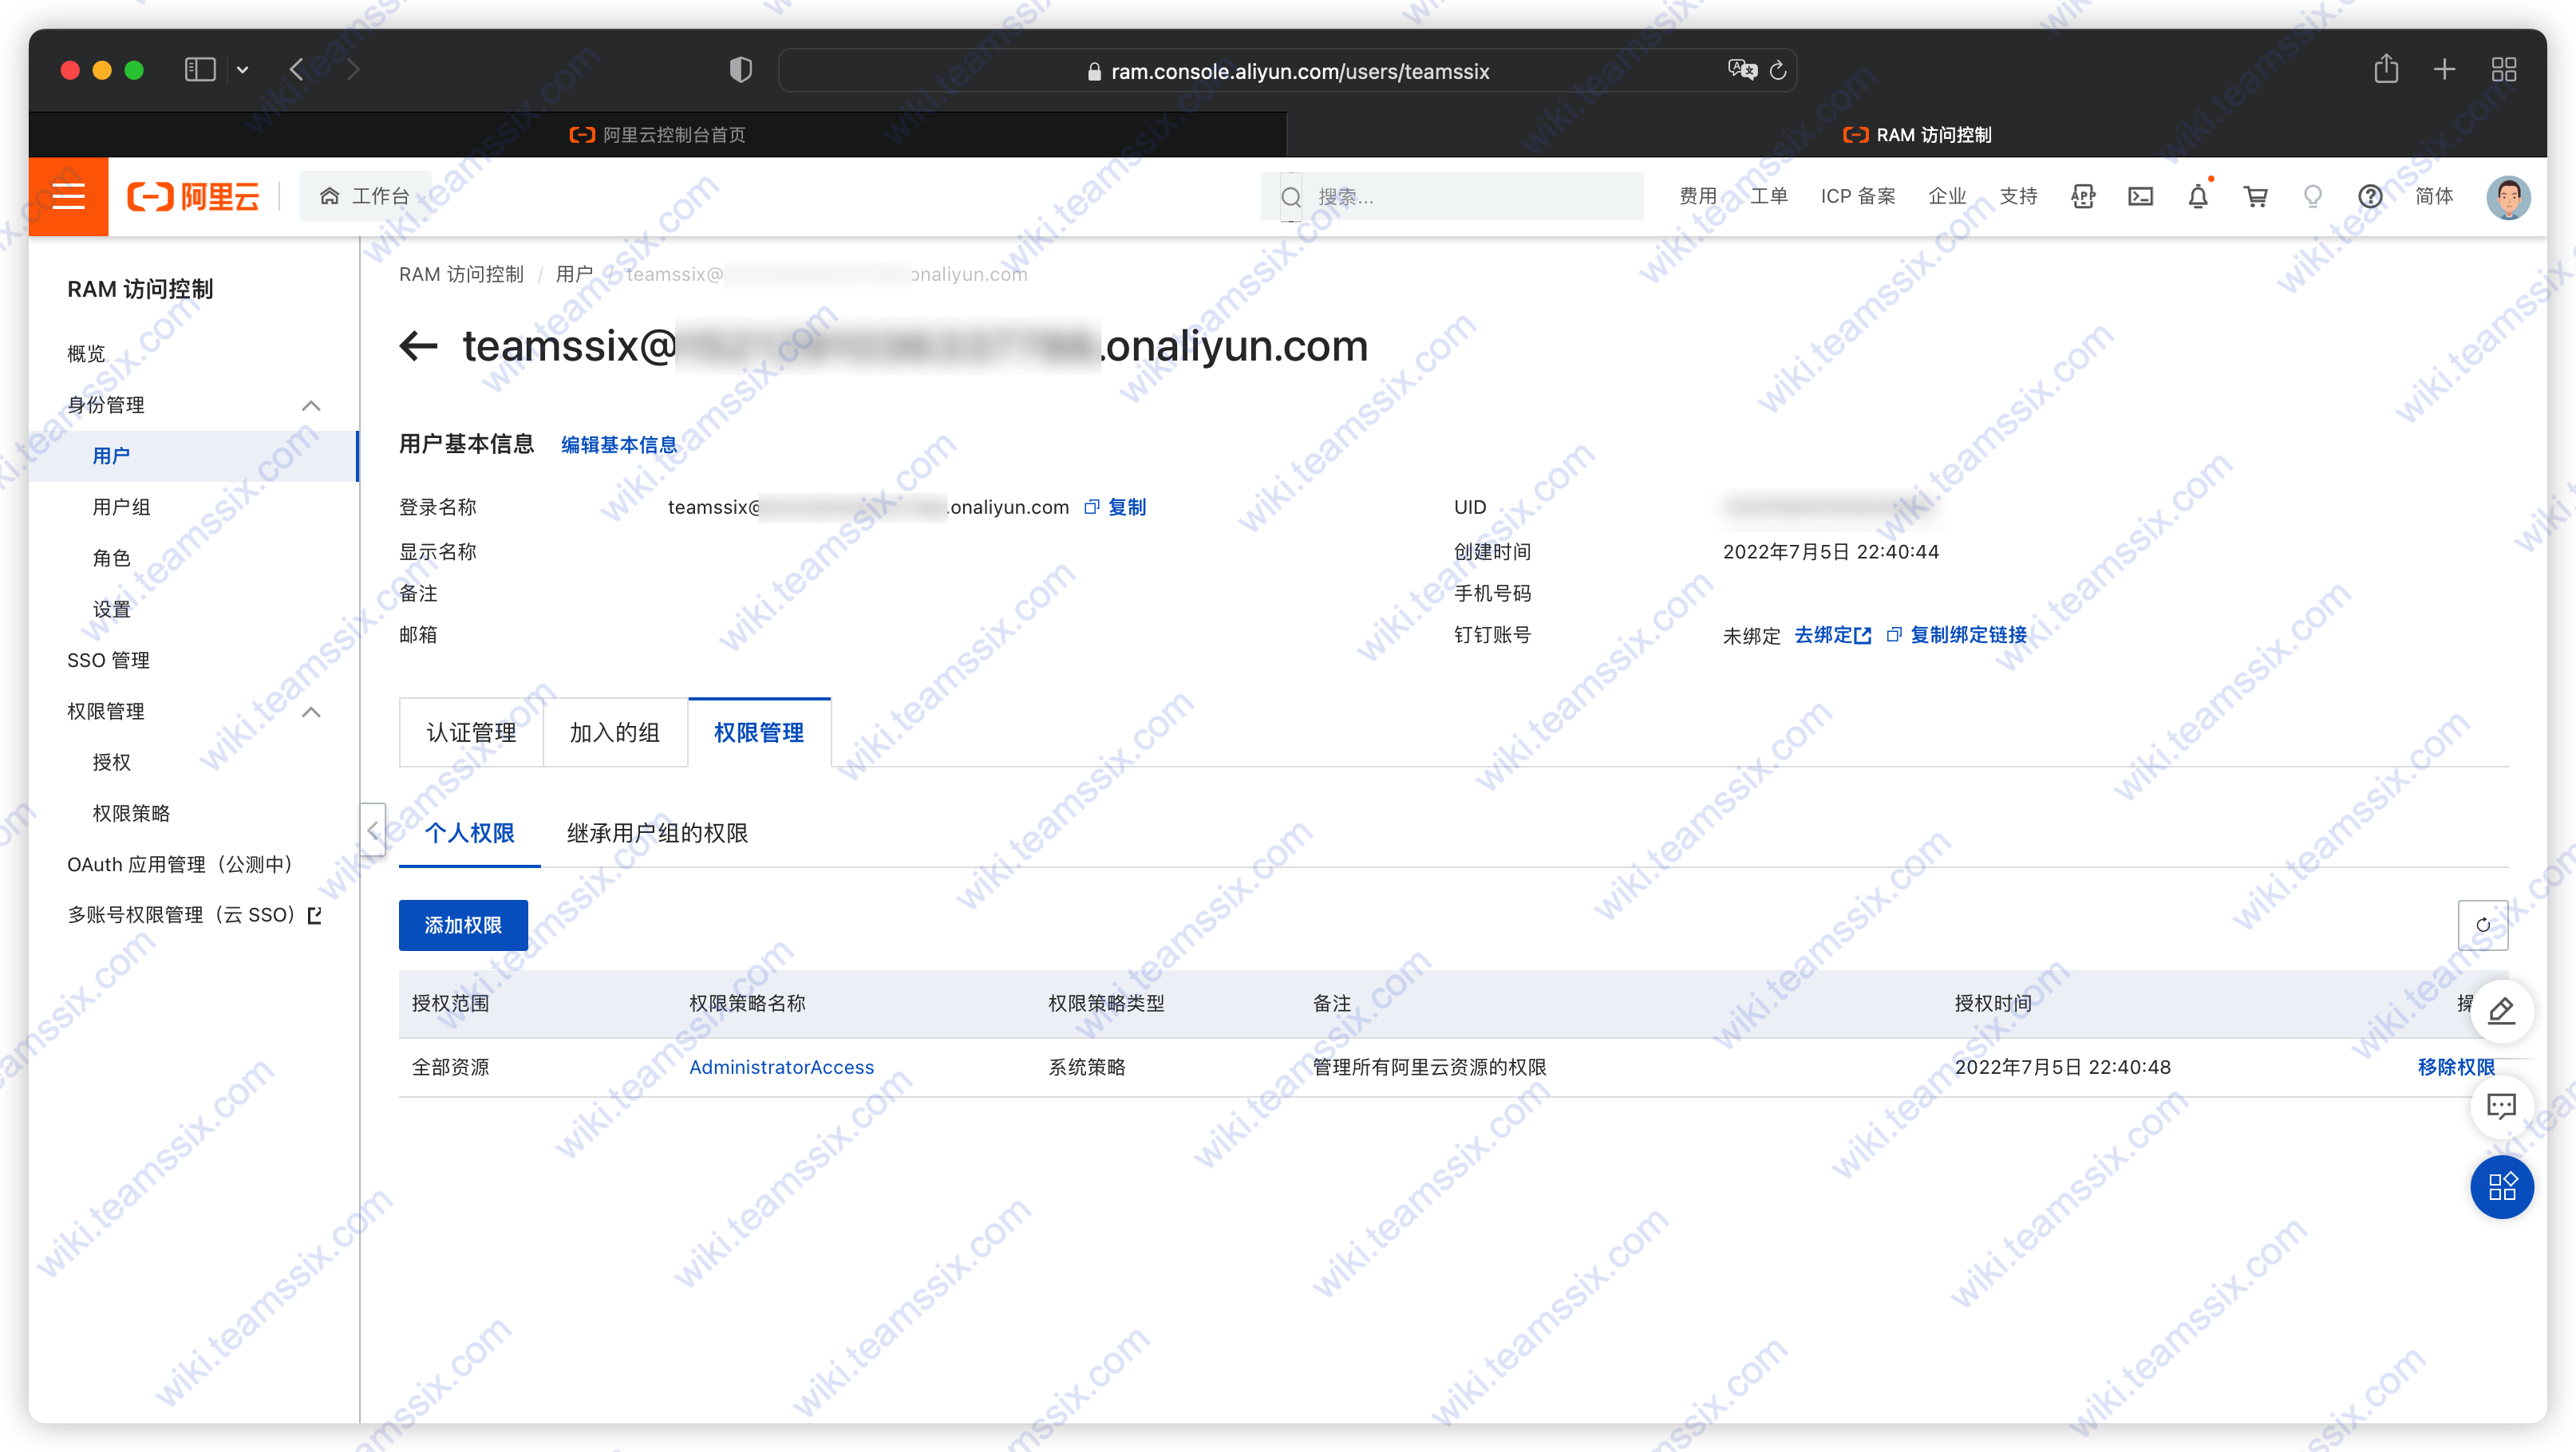 ram.console.aliyun.com/users/teamssix
阿里云控制台首页
RAM 访问控制
阿里云
工作台
搜索...
费用
工单
ICP 备案
企业
支持
APP
简体
RAM 访问控制
概览
身份管理
用户
用户组
角色
设置
SSO 管理
权限管理
授权
权限策略
OAuth 应用管理（公测中）
多账号权限管理（云 SSO）
RAM 访问控制 / 用户 / teamssix@ onaliyun.com
teamssix@ .onaliyun.com
用户基本信息 编辑基本信息
登录名称 teamssix@ .onaliyun.com 复制
UID
显示名称
创建时间 2022年7月5日 22:40:44
备注
手机号码
邮箱
钉钉账号 未绑定 去绑定 复制绑定链接
认证管理 加入的组 权限管理
个人权限 继承用户组的权限
添加权限
授权范围 权限策略名称 权限策略类型 备注 授权时间 操
全部资源 AdministratorAccess 系统策略 管理所有阿里云资源的权限 2022年7月5日 22:40:48 移除权限
wiki.teamssix.com